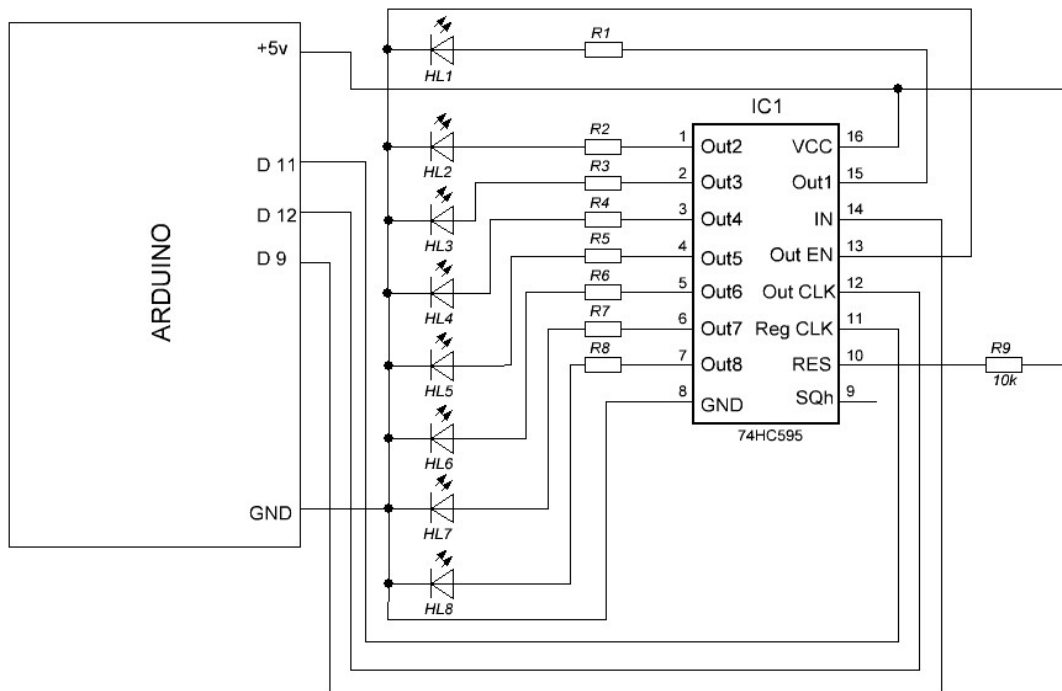 ARDUINO
+5v
D 11
D 12
D 9
GND
HL1
HL2
HL3
HL4
HL5
HL6
HL7
HL8
R1
R2
R3
R4
R5
R6
R7
R8
IC1
1 Out2 VCC 16
2 Out3 Out1 15
3 Out4 IN 14
4 Out5 Out EN 13
5 Out6 Out CLK 12
6 Out7 Reg CLK 11
7 Out8 RES 10
8 GND SQh 9
74HC595
R9
10k